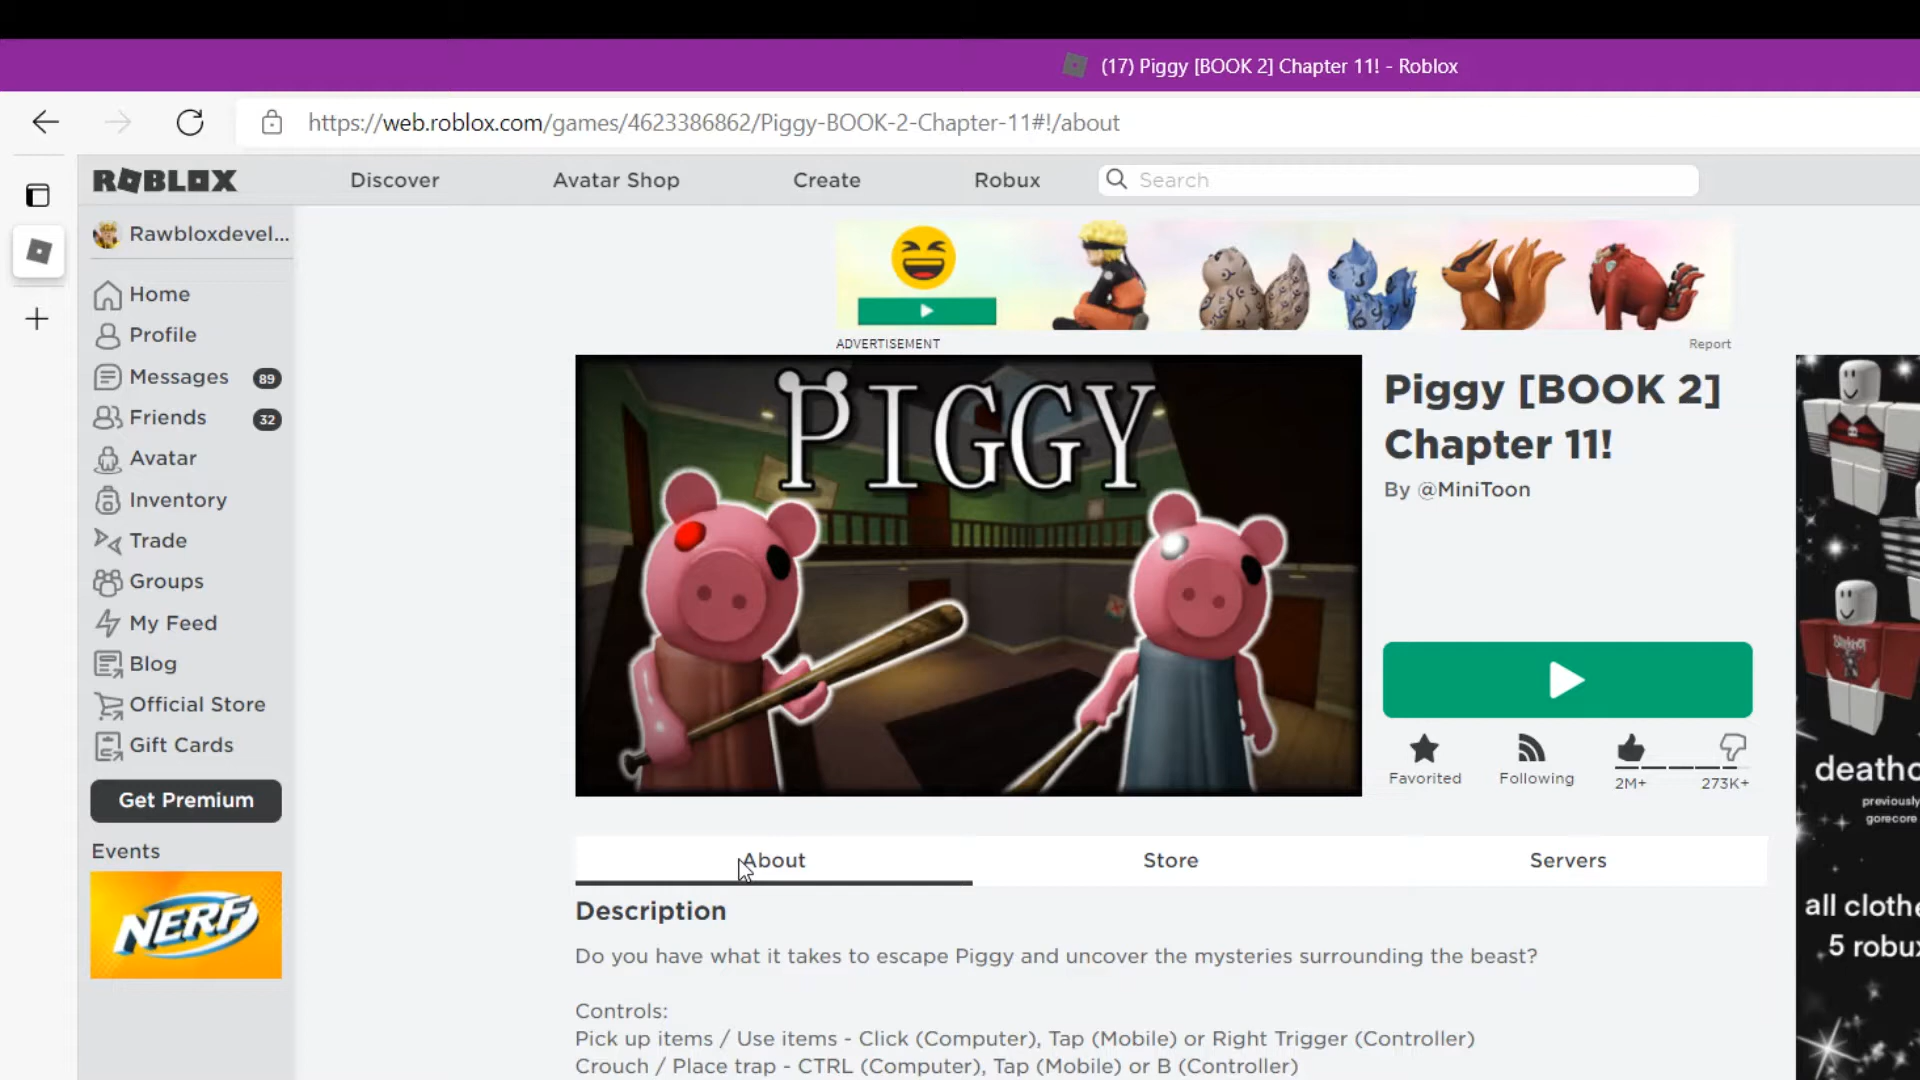 (17) Piggy [BOOK 2] Chapter 11! - Roblox
https://web.roblox.com/games/4623386862/Piggy-BOOK-2-Chapter-11#!/about
ROBLOX
Discover
Avatar Shop
Create
Robux
Search
Rawbloxdevel...
Home
Profile
Messages 89
Friends 32
Avatar
Inventory
Trade
Groups
My Feed
Blog
Official Store
Gift Cards
Get Premium
Events
NERF
ADVERTISEMENT
Report
PIGGY
Piggy [BOOK 2]
Chapter 11!
By @MiniToon
Favorited
Following
2M+
273K+
About
Store
Servers
Description
Do you have what it takes to escape Piggy and uncover the mysteries surrounding the beast?
Controls:
Pick up items / Use items - Click (Computer), Tap (Mobile) or Right Trigger (Controller)
Crouch / Place trap - CTRL (Computer), Tap (Mobile) or B (Controller)
previously
gorecore
5